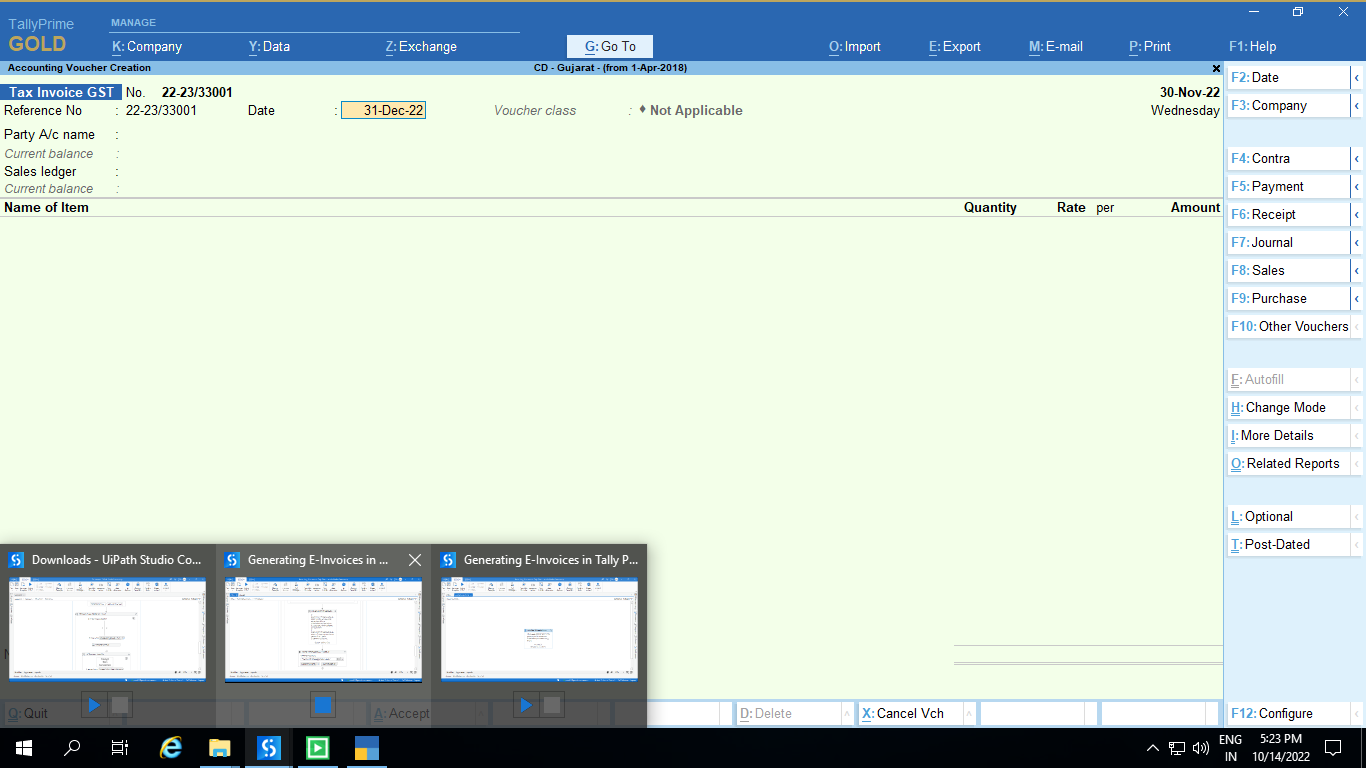 TallyPrime
GOLD
MANAGE
K: Company
Y: Data
Z: Exchange
G: Go To
O: Import
E: Export
M: E-mail
P: Print
F1: Help
Accounting Voucher Creation
CD - Gujarat - (from 1-Apr-2018)
Tax Invoice GST No. 22-23/33001
30-Nov-22
Reference No : 22-23/33001 Date : 31-Dec-22 Voucher class : ♦ Not Applicable
Wednesday
Party A/c name :
Current balance :
Sales ledger :
Current balance :
Name of Item Quantity Rate per Amount
F2: Date
F3: Company
F4: Contra
F5: Payment
F6: Receipt
F7: Journal
F8: Sales
F9: Purchase
F10: Other Vouchers
F: Autofill
H: Change Mode
I: More Details
O: Related Reports
L: Optional
T: Post-Dated
F12: Configure
Downloads - UiPath Studio Co...
Generating E-Invoices in ...
Generating E-Invoices in Tally P...
Q: Quit
A: Accept
D: Delete
X: Cancel Vch
ENG
IN
5:23 PM
10/14/2022